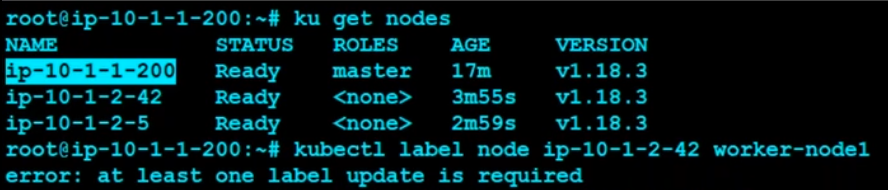 root@ip-10-1-1-200:~# ku get nodes
NAME STATUS ROLES AGE VERSION
ip-10-1-1-200 Ready master 17m v1.18.3
ip-10-1-2-42 Ready <none> 3m55s v1.18.3
ip-10-1-2-5 Ready <none> 2m59s v1.18.3
root@ip-10-1-1-200:~# kubectl label node ip-10-1-2-42 worker-node1
error: at least one label update is required